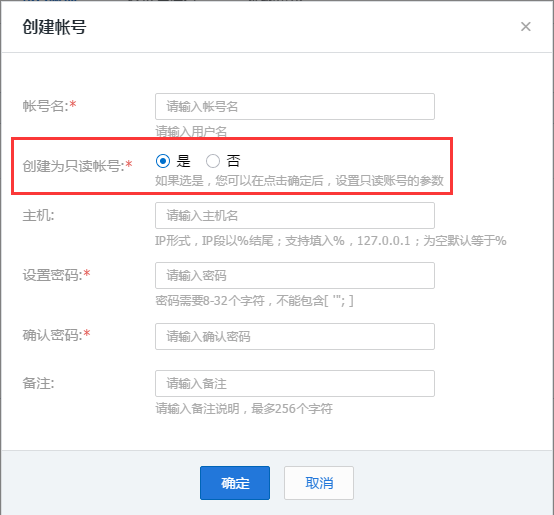 创建帐号
帐号名:* 请输入帐号名
请输入用户名
创建为只读帐号:* 是 否
如果选是，您可以在点击确定后，设置只读账号的参数
主机: 请输入主机名
IP形式，IP段以%结尾；支持填入%，127.0.0.1；为空默认等于%
设置密码:* 请输入密码
密码需要8-32个字符，不能包含[ '"; ]
确认密码:* 请输入确认密码
备注: 请输入备注
请输入备注说明，最多256个字符
确定 取消